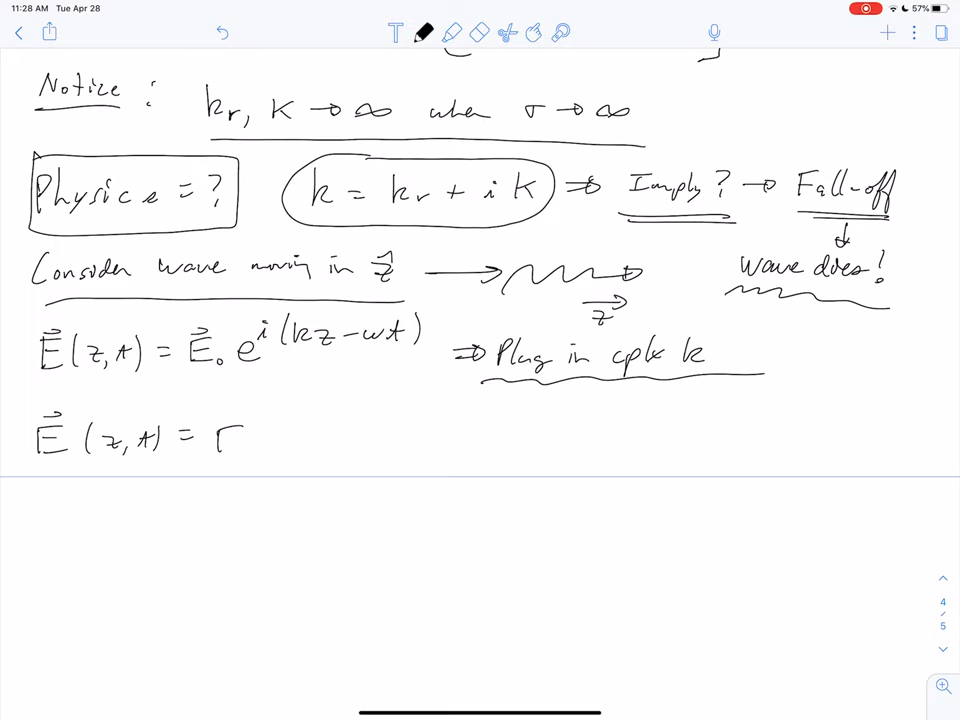 11:28 AM Tue Apr 28
57%
T
Notice :
kr, K → ∞ when σ → ∞
Physics = ?
k = kr + i K ⇒ Imply? → Fall-off
↓
Consider wave moving in z →
wave dies!
z
E(z,t) = E₀ e^i(kz-ωt) ⇒ Plug in cplx k
E (z,t) = Γ
4
5